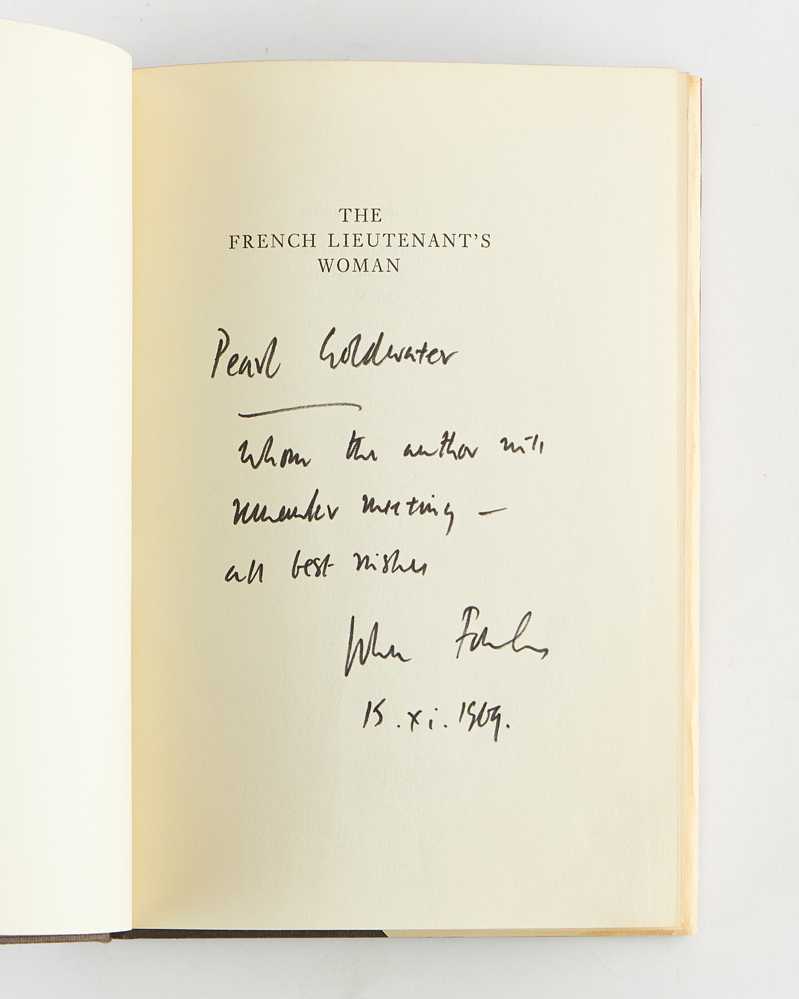 THE
FRENCH LIEUTENANT'S
WOMAN
Pearl Goldwater
whom the author will
remember meeting —
all best wishes
John Fowles
15.xi.1969.